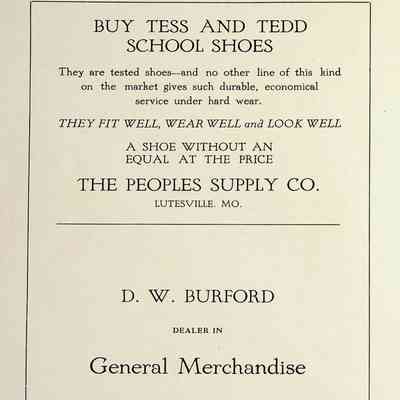 BUY TESS AND TEDD
SCHOOL SHOES
They are tested shoes—and no other line of this kind
on the market gives such durable, economical
service under hard wear.
THEY FIT WELL, WEAR WELL and LOOK WELL
A SHOE WITHOUT AN
EQUAL AT THE PRICE
THE PEOPLES SUPPLY CO.
LUTESVILLE, MO.
D. W. BURFORD
DEALER IN
General Merchandise